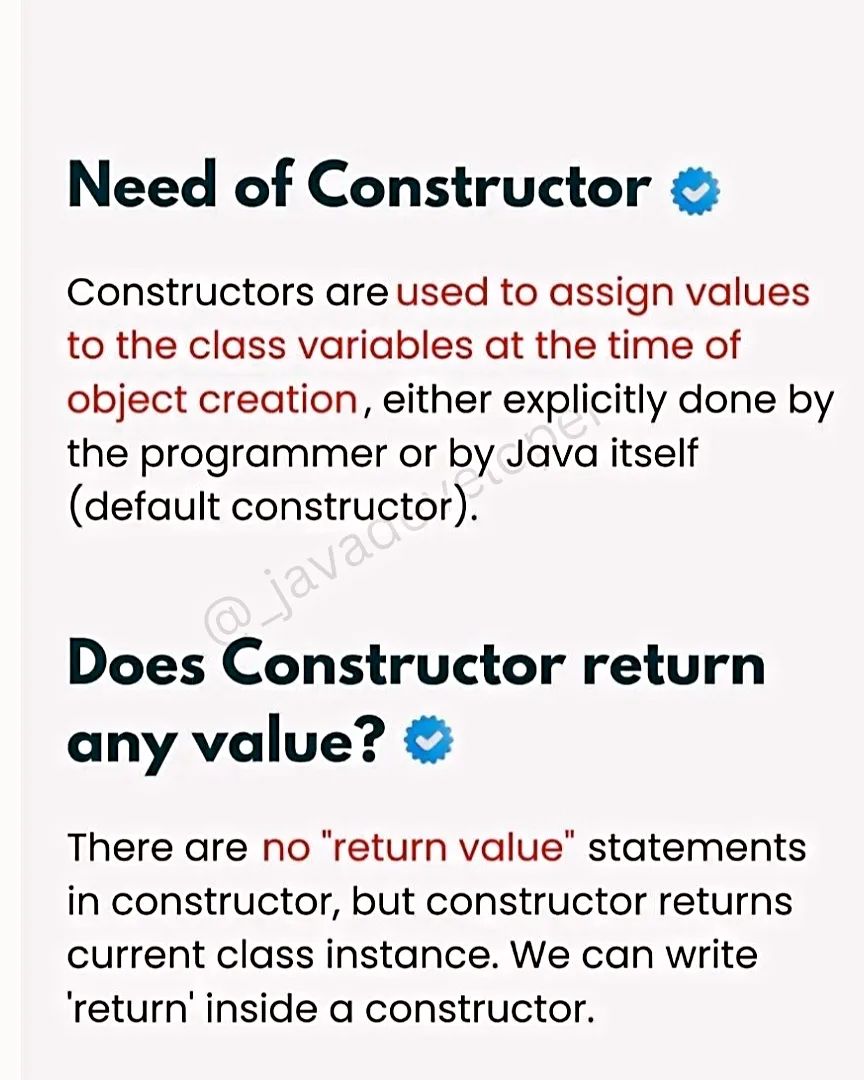 Need of Constructor
Constructors are used to assign values
to the class variables at the time of
object creation, either explicitly done by
the programmer or by Java itself
(default constructor).
@_javadeveloper
Does Constructor return
any value?
There are no "return value" statements
in constructor, but constructor returns
current class instance. We can write
'return' inside a constructor.